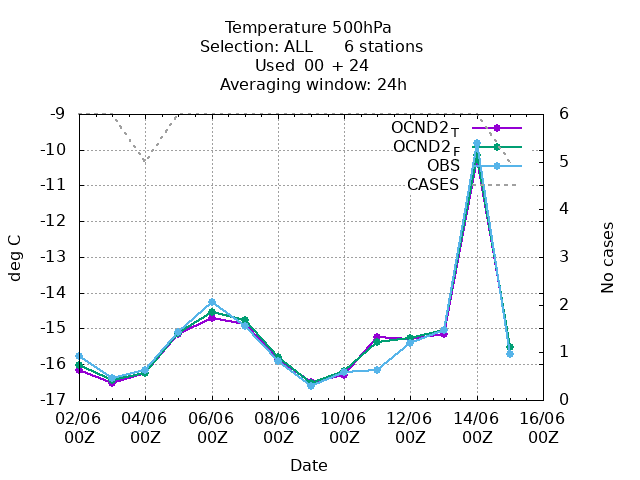 Temperature 500hPa
Selection: ALL      6 stations
Used  00 + 24
Averaging window: 24h
-9
-10
-11
-12
-13
-14
-15
-16
-17
6
5
4
3
2
1
0
OCND2T
OCND2F
OBS
CASES
deg C
No cases
02/06 04/06 06/06 08/06 10/06 12/06 14/06 16/06
00Z 00Z 00Z 00Z 00Z 00Z 00Z 00Z
Date